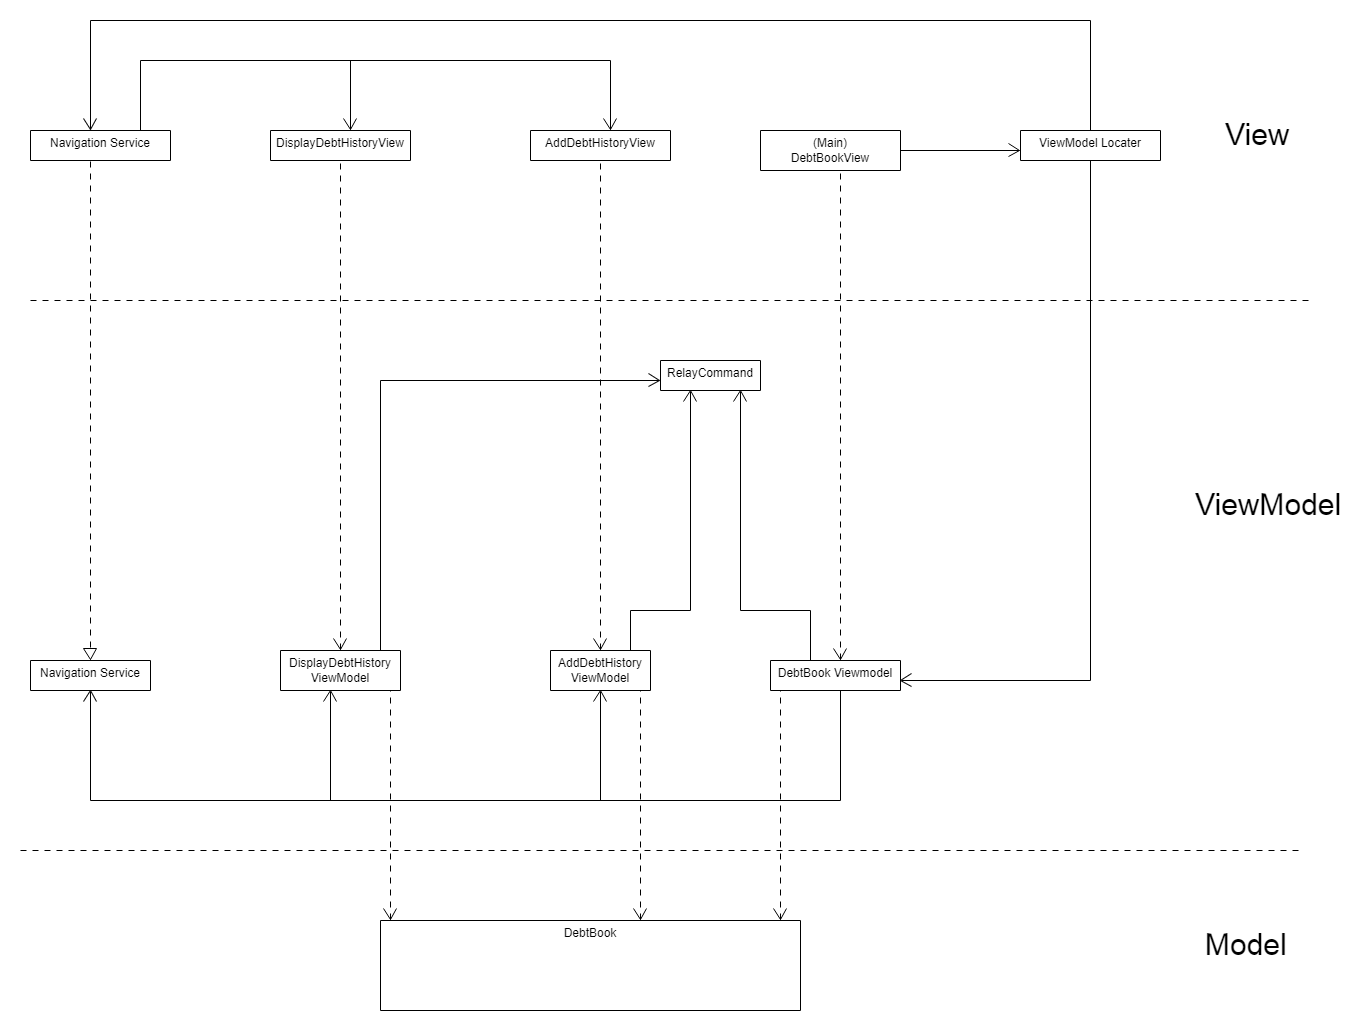 Navigation Service
DisplayDebtHistoryView
AddDebtHistoryView
(Main)
DebtBookView
ViewModel Locater
View
RelayCommand
ViewModel
Navigation Service
DisplayDebtHistory
ViewModel
AddDebtHistory
ViewModel
DebtBook Viewmodel
DebtBook
Model